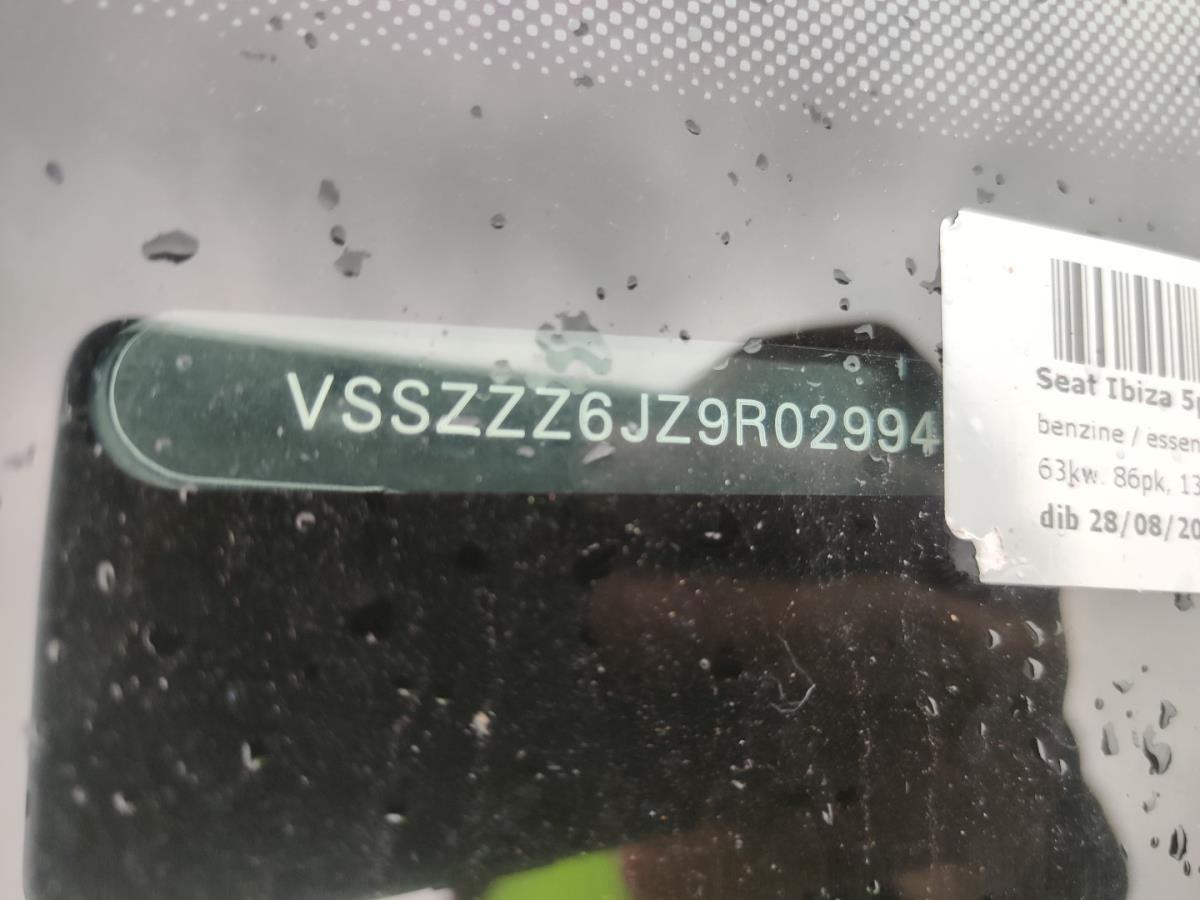 VSSZZZ6JZ9R02994
Seat Ibiza 5
benzine / essen
63kw. 86pk, 13
dib 28/08/20